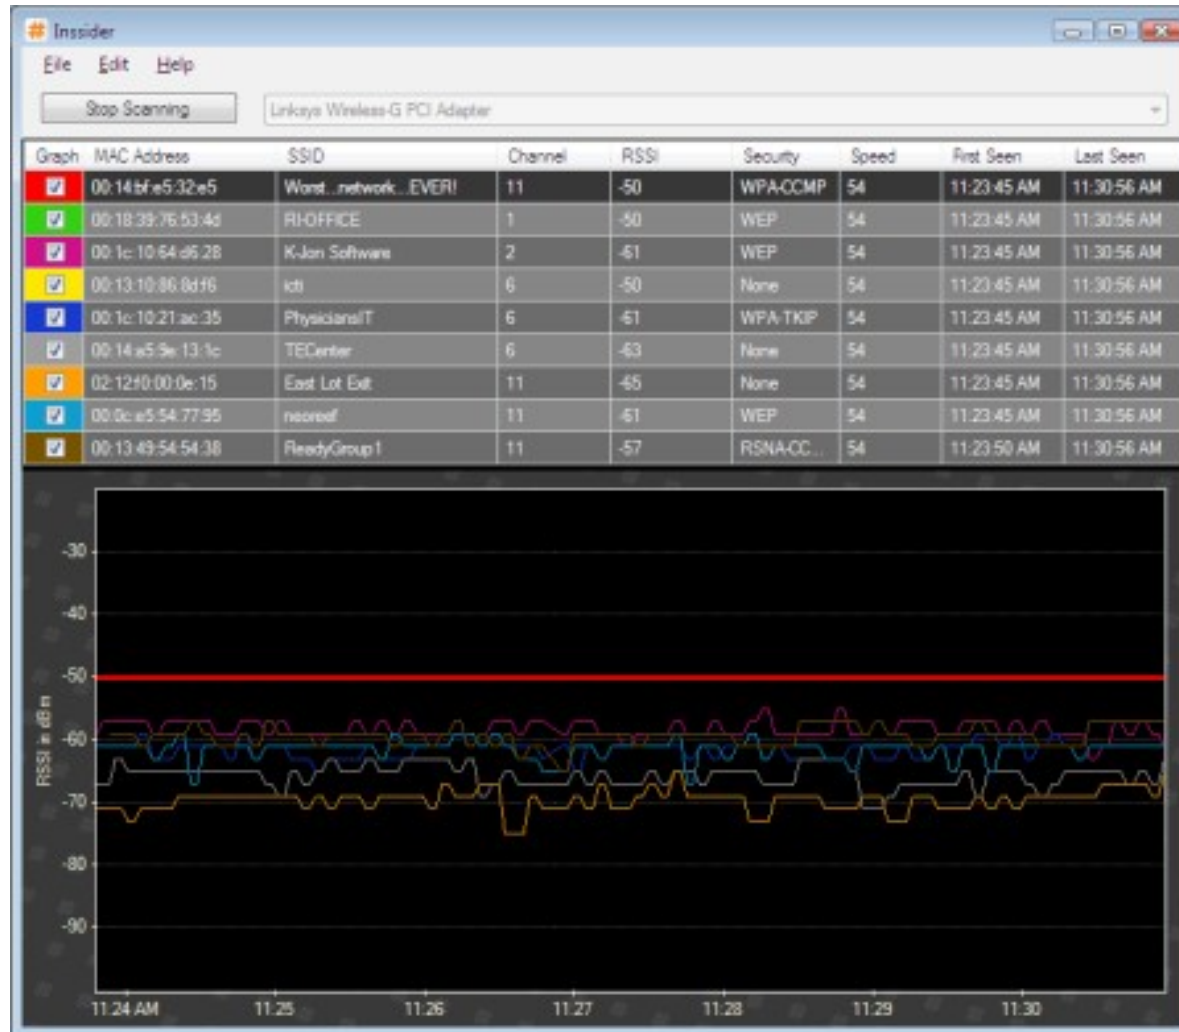 Inssider
File Edit Help
Stop Scanning Linksys Wireless-G PCI Adapter
Graph MAC Address SSID Channel RSSI Security Speed First Seen Last Seen
00:14:bf:e5:32:e5 Worst...network...EVER! 11 -50 WPA-CCMP 54 11:23:45 AM 11:30:56 AM
00:18:39:76:53:4d RI-OFFICE 1 -50 WEP 54 11:23:45 AM 11:30:56 AM
00:1c:10:64:d6:28 K-Jon Software 2 -61 WEP 54 11:23:45 AM 11:30:56 AM
00:13:10:86:8d:f6 icti 6 -50 None 54 11:23:45 AM 11:30:56 AM
00:1c:10:21:ac:35 PhysiciansIT 6 -61 WPA-TKIP 54 11:23:45 AM 11:30:56 AM
00:14:a5:9e:13:1c TECenter 6 -63 None 54 11:23:45 AM 11:30:56 AM
02:12:f0:00:0e:15 East Lot Exit 11 -65 None 54 11:23:45 AM 11:30:56 AM
00:0c:e5:54:77:95 neoreef 11 -61 WEP 54 11:23:45 AM 11:30:56 AM
00:13:49:54:54:38 ReadyGroup1 11 -57 RSNA-CC... 54 11:23:50 AM 11:30:56 AM
-30
-40
-50
-60
-70
-80
-90
RSSI in dBm
11:24 AM 11:25 11:26 11:27 11:28 11:29 11:30